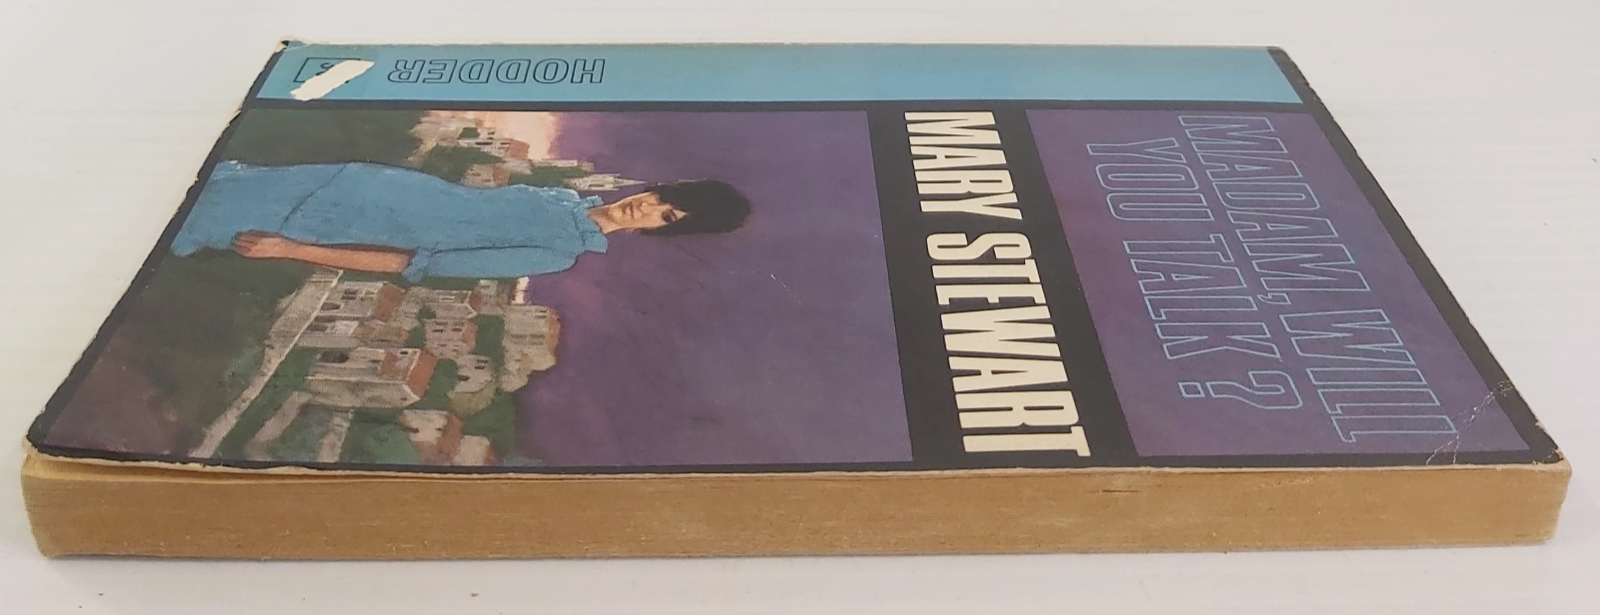 MADAM, WILL
YOU TALK?
MARY STEWART
HODDER